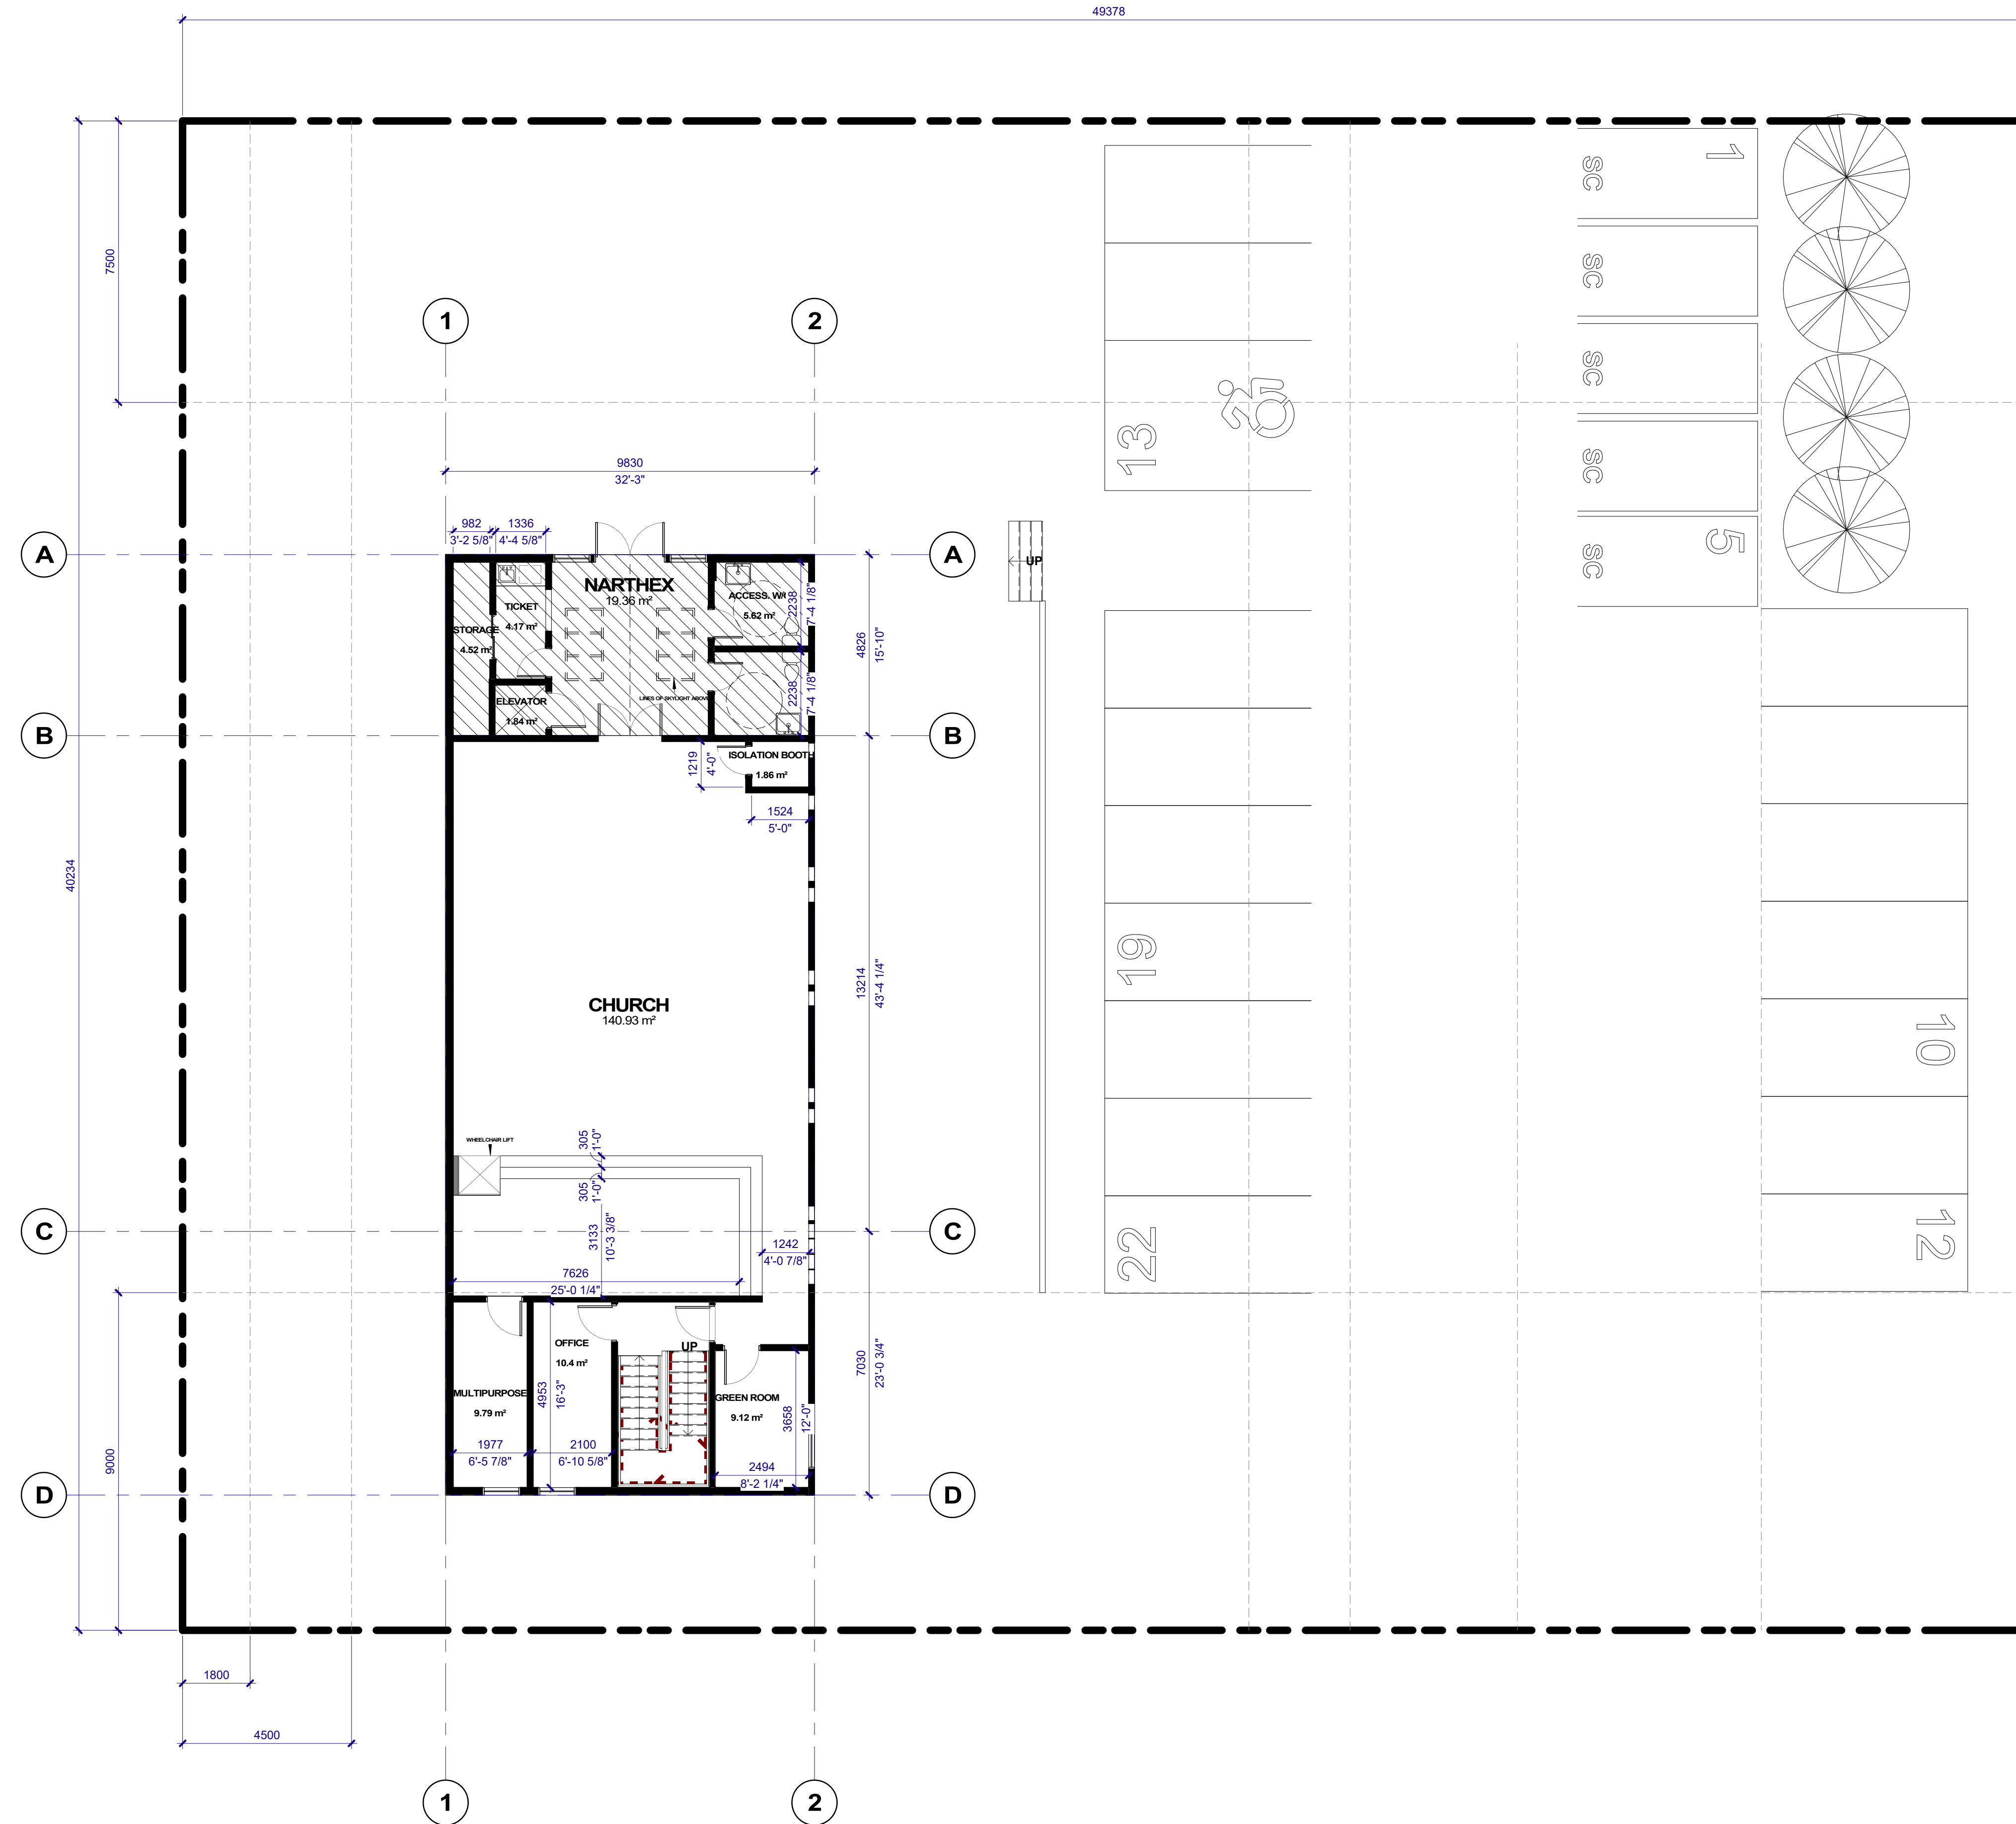 49378
7500
40234
9000
1800
4500
1
2
9830
32'-3"
982
3'-2 5/8"
1336
4'-4 5/8"
A
A
NARTHEX
19.36 m²
TICKET
4.17 m²
STORAGE
4.52 m²
ELEVATOR
1.84 m²
LINES OF SKYLIGHT ABOVE
5.62 m²
2238
7'-4 1/8"
2238
7'-4 1/8"
4826
15'-10"
B
B
ISOLATION BOOTH
1.86 m²
1219
4'-0"
1524
5'-0"
CHURCH
140.93 m²
13214
43'-4 1/4"
WHEELCHAIR LIFT
305
1'-0"
305
1'-0"
3133
10'-3 3/8"
C
C
1242
4'-0 7/8"
7626
25'-0 1/4"
OFFICE
10.4 m²
UP
MULTIPURPOSE
9.79 m²
GREEN ROOM
9.12 m²
4953
16'-3"
3658
12'-0"
7030
23'-0 3/4"
1977
6'-5 7/8"
2100
6'-10 5/8"
2494
8'-2 1/4"
D
D
1
2
UP
13
19
22
SC
1
SC
SC
SC
SC
5
10
12